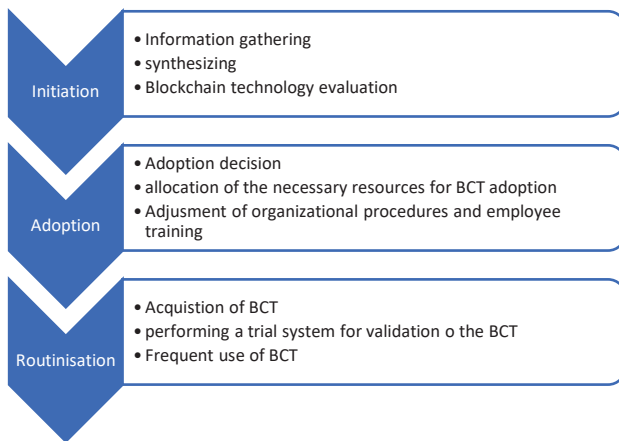 Initiation
• Information gathering
• synthesizing
• Blockchain technology evaluation
Adoption
• Adoption decision
• allocation of the necessary resources for BCT adoption
• Adjusment of organizational procedures and employee
training
Routinisation
• Acquistion of BCT
• performing a trial system for validation o the BCT
• Frequent use of BCT